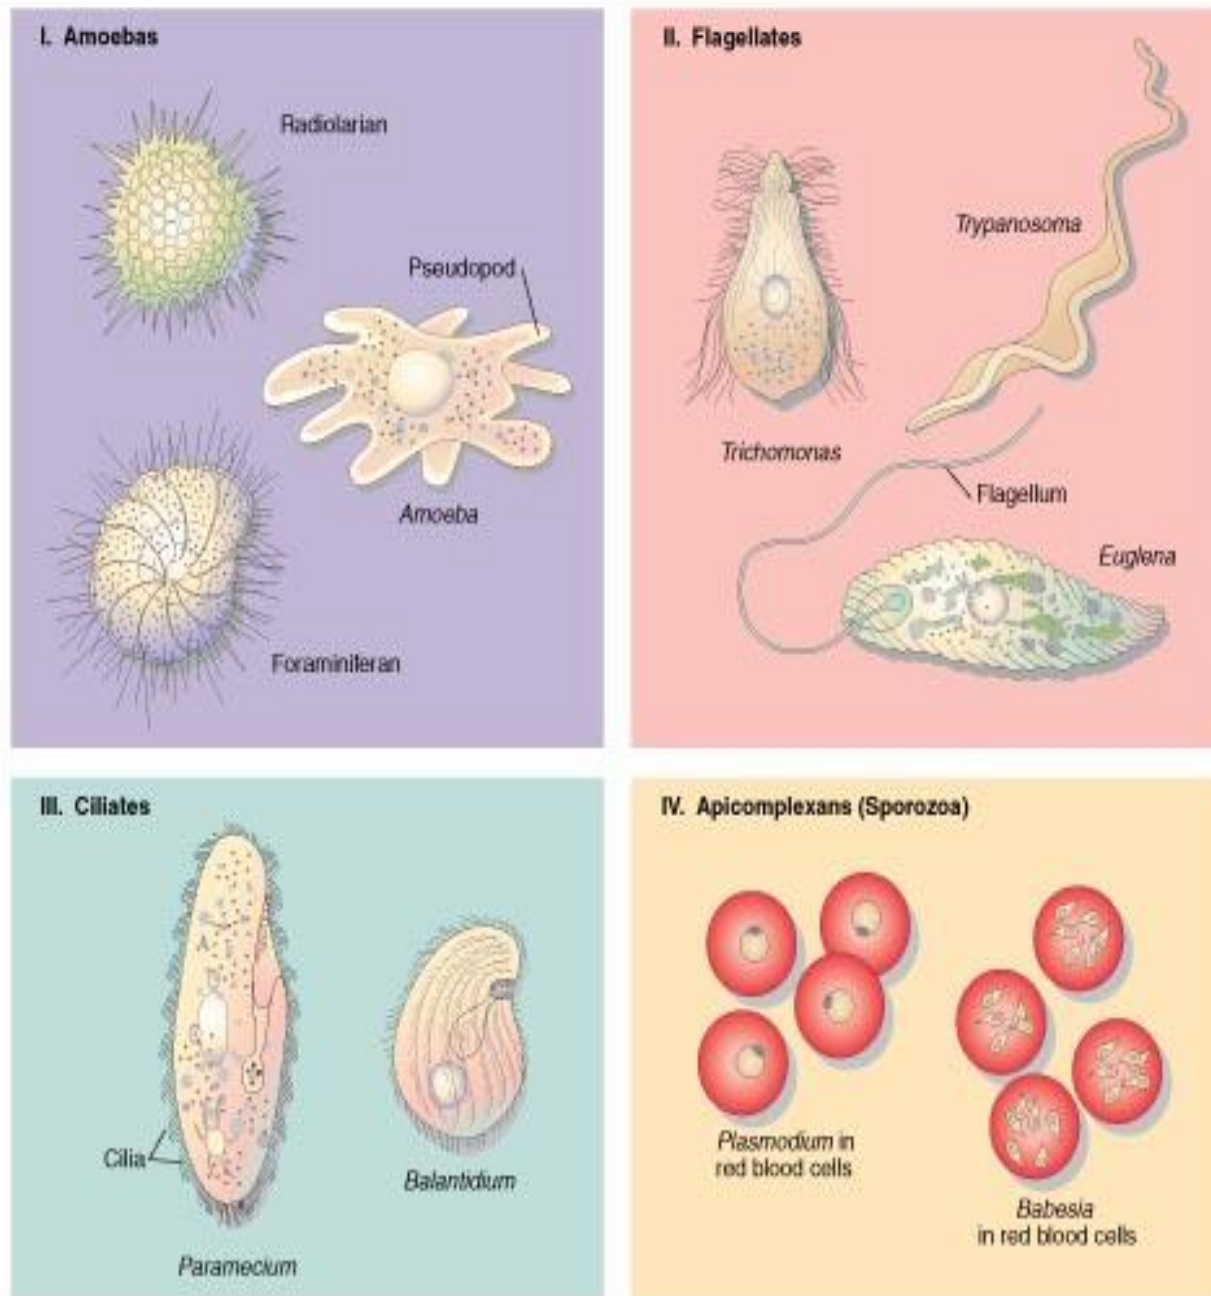 I. Amoebas
Radiolarian
Pseudopod
Amoeba
Foraminiferan
II. Flagellates
Trypanosoma
Trichomonas
Flagellum
Euglena
III. Ciliates
Cilia
Balantidium
Paramecium
IV. Apicomplexans (Sporozoa)
Plasmodium in
red blood cells
Babesia
in red blood cells